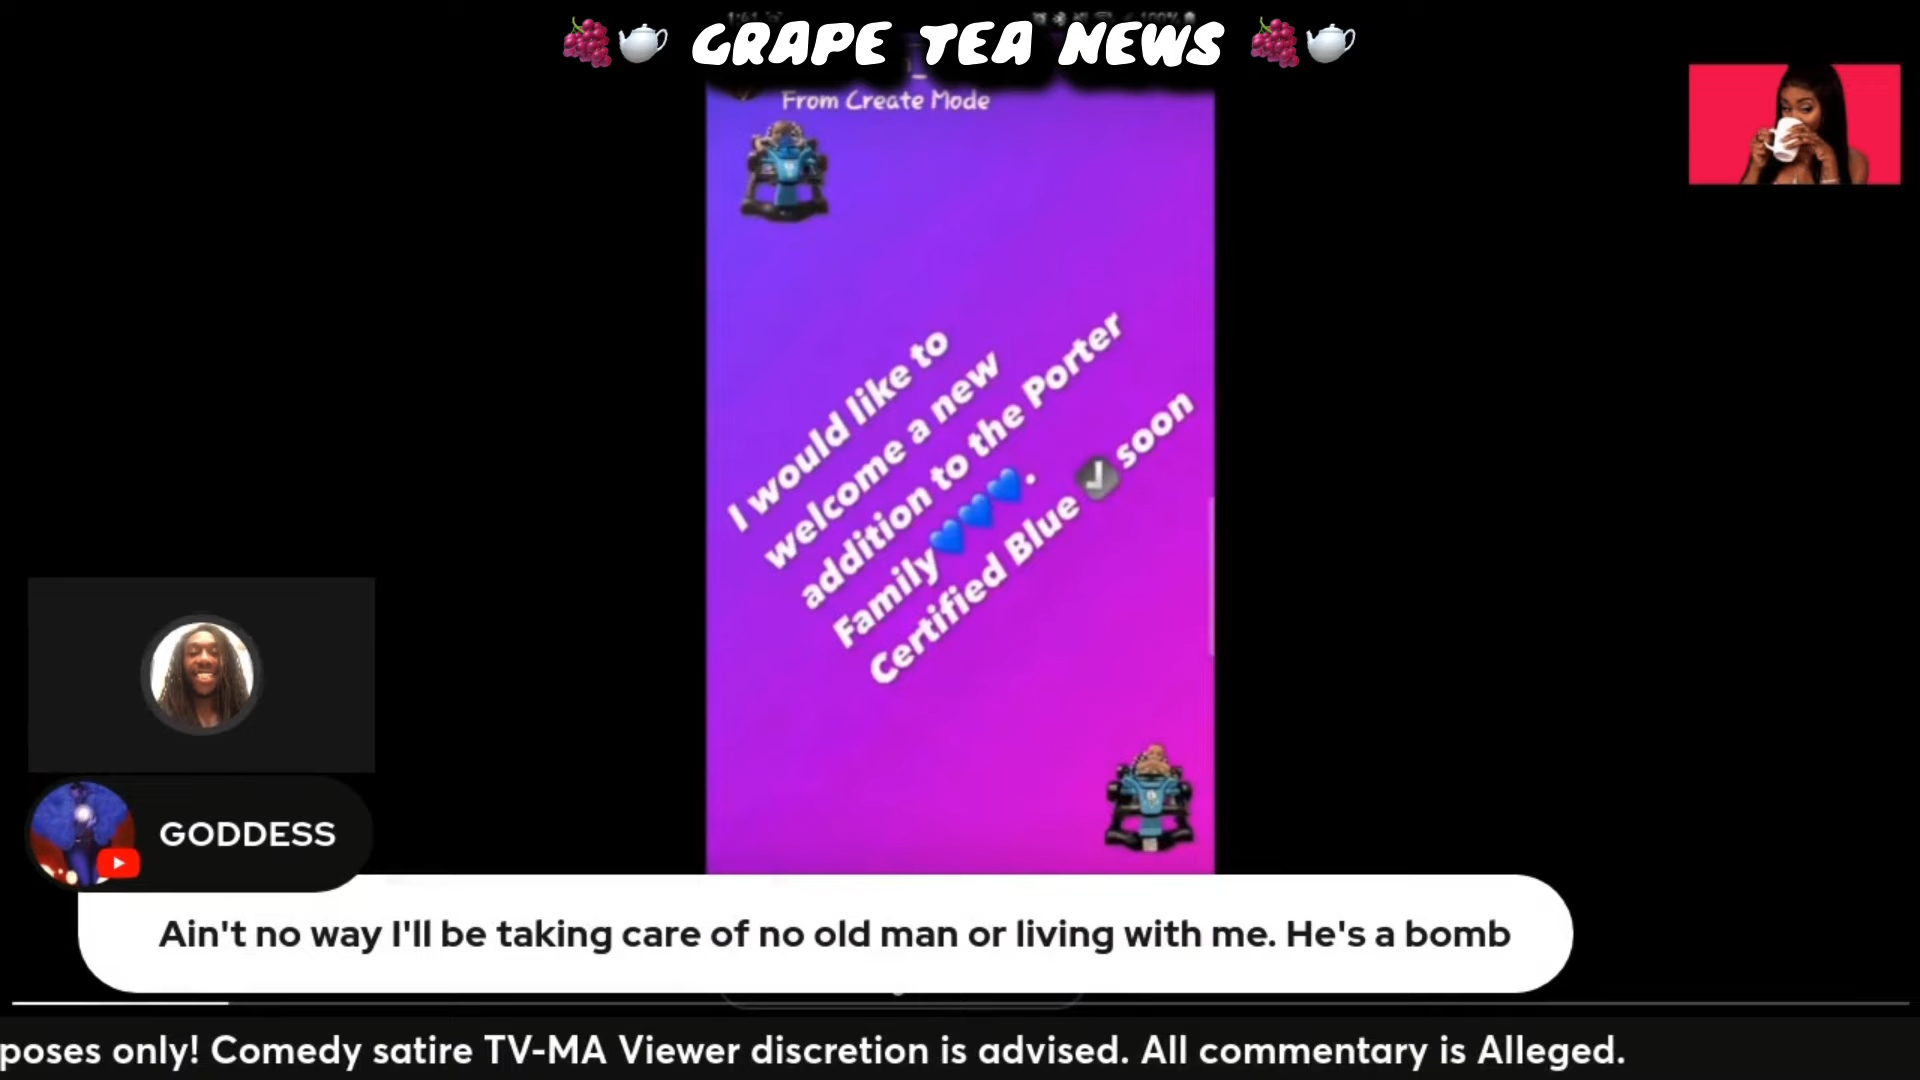 🍇🫖 GRAPE TEA NEWS 🍇🫖
From Create Mode
I would like to
welcome a new
addition to the Porter
Family💙💙💙.
Certified Blue soon
GODDESS
Ain't no way I'll be taking care of no old man or living with me. He's a bomb
poses only! Comedy satire TV-MA Viewer discretion is advised. All commentary is Alleged.